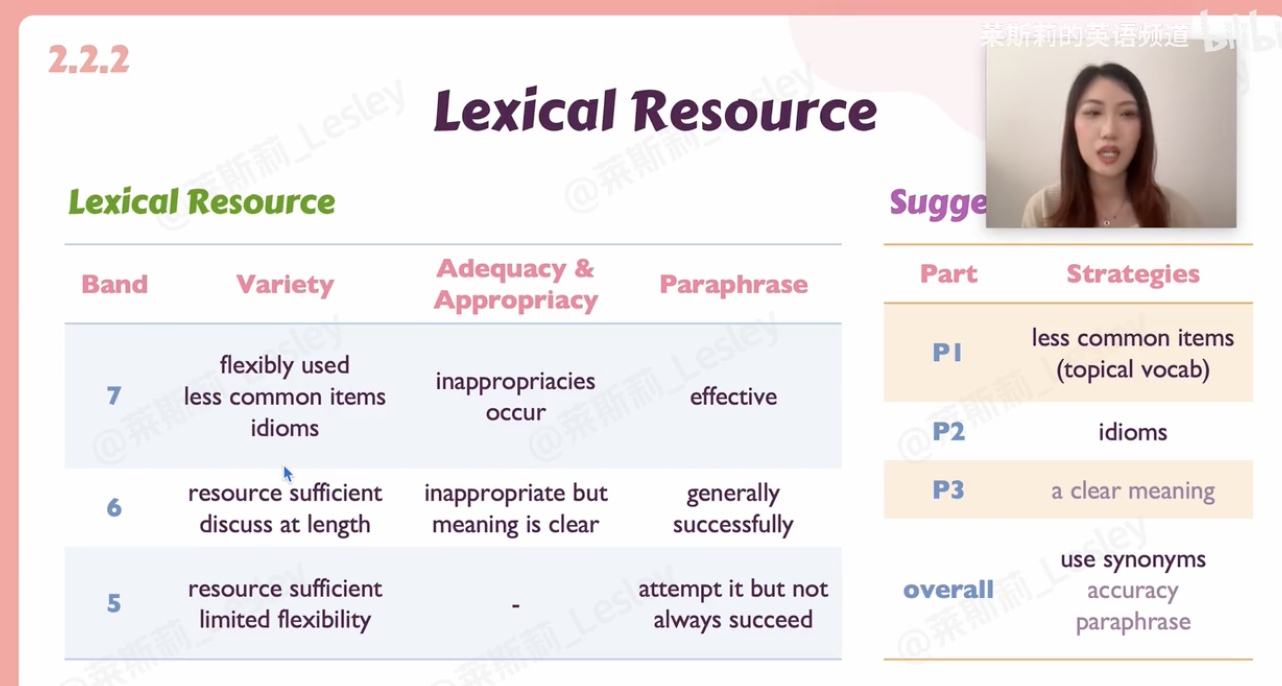 2.2.2
莱斯莉的英语频道
bilibili
Lexical Resource
Lexical Resource
Sugge
Band Variety Adequacy & Appropriacy Paraphrase
7
flexibly used
less common items
idioms
inappropriacies
occur
effective
6
resource sufficient
discuss at length
inappropriate but
meaning is clear
generally
successfully
5
resource sufficient
limited flexibility
-
attempt it but not
always succeed
Part Strategies
P1
less common items
(topical vocab)
P2 idioms
P3 a clear meaning
overall
use synonyms
accuracy
paraphrase
@莱斯莉_Lesley